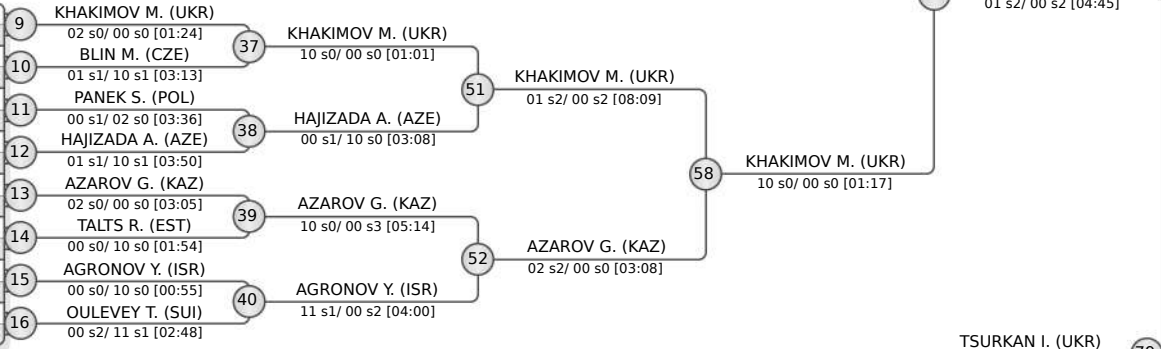 01 s2/ 00 s2 [04:45]
9
KHAKIMOV M. (UKR)
02 s0/ 00 s0 [01:24]
37
KHAKIMOV M. (UKR)
10 s0/ 00 s0 [01:01]
10
BLIN M. (CZE)
01 s1/ 10 s1 [03:13]
51
KHAKIMOV M. (UKR)
01 s2/ 00 s2 [08:09]
11
PANEK S. (POL)
00 s1/ 02 s0 [03:36]
38
HAJIZADA A. (AZE)
00 s1/ 10 s0 [03:08]
12
HAJIZADA A. (AZE)
01 s1/ 10 s1 [03:50]
58
KHAKIMOV M. (UKR)
10 s0/ 00 s0 [01:17]
13
AZAROV G. (KAZ)
02 s0/ 00 s0 [03:05]
39
AZAROV G. (KAZ)
10 s0/ 00 s3 [05:14]
14
TALTS R. (EST)
00 s0/ 10 s0 [01:54]
52
AZAROV G. (KAZ)
02 s2/ 00 s0 [03:08]
15
AGRONOV Y. (ISR)
00 s0/ 10 s0 [00:55]
40
AGRONOV Y. (ISR)
11 s1/ 00 s2 [04:00]
16
OULEVEY T. (SUI)
00 s2/ 11 s1 [02:48]
TSURKAN I. (UKR)